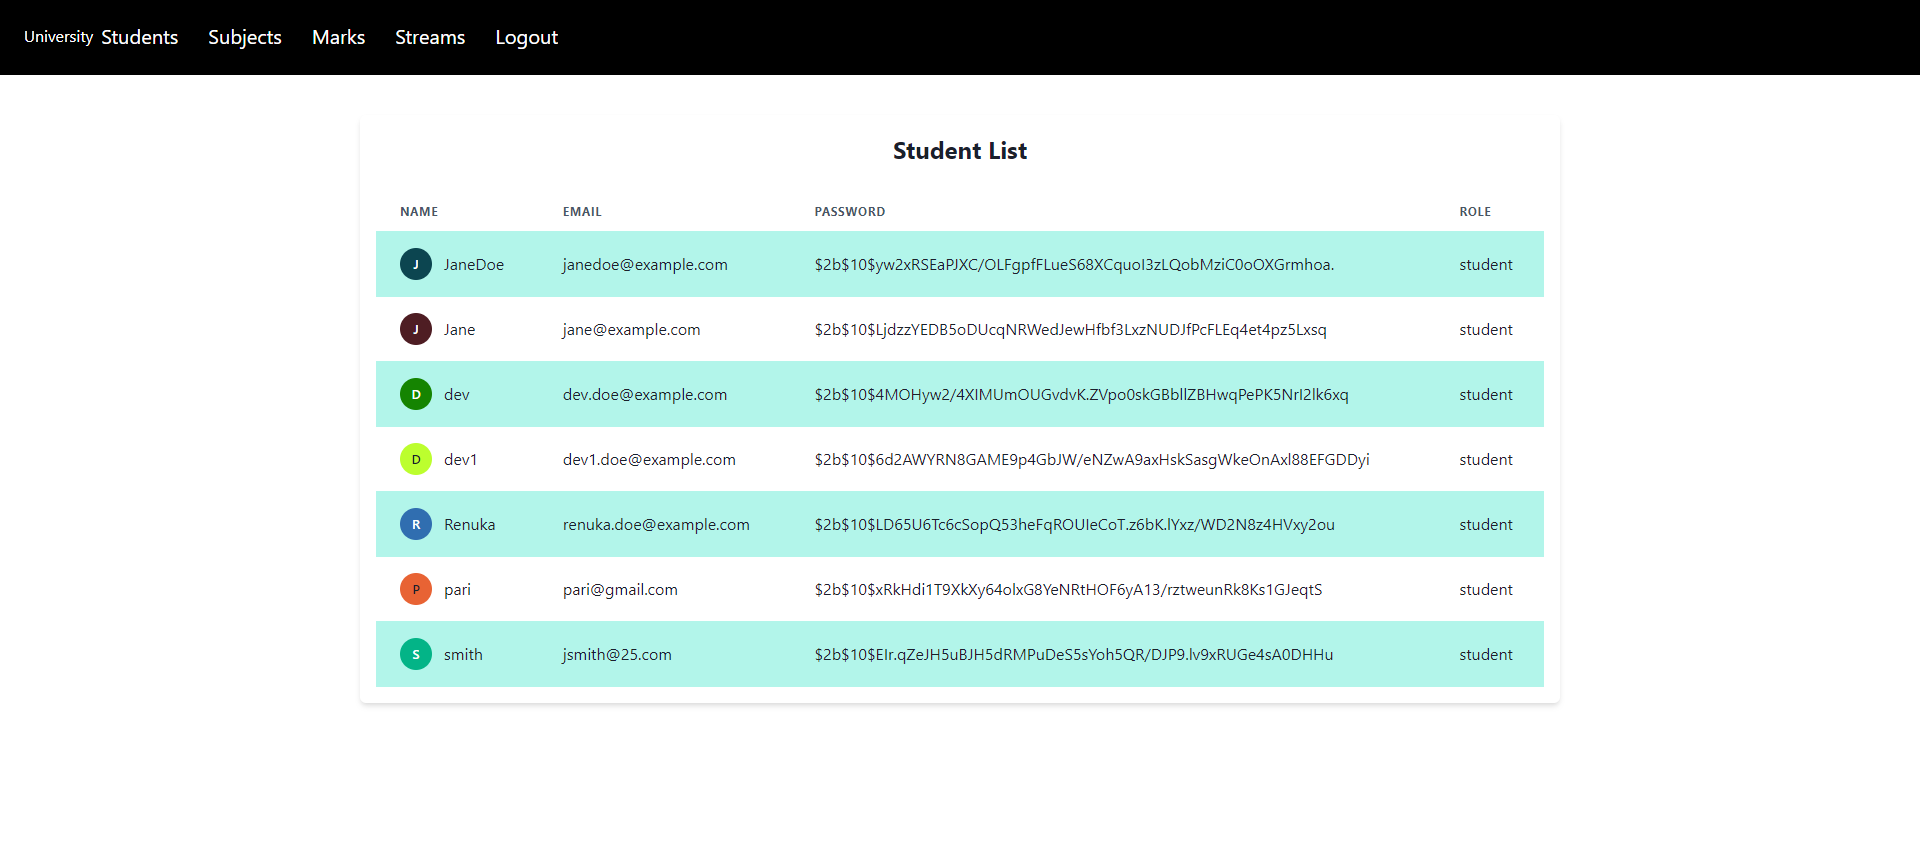 University Students Subjects Marks Streams Logout
Student List
NAME EMAIL PASSWORD ROLE
J JaneDoe janedoe@example.com $2b$10$yw2xRSEaPJXC/OLFgpfFLueS68XCquoI3zLQobMziC0oOXGrmhoa. student
J Jane jane@example.com $2b$10$LjdzzYEDB5oDUcqNRWedJewHfbf3LxzNUDJfPcFLEq4et4pz5Lxsq student
D dev dev.doe@example.com $2b$10$4MOHyw2/4XIMUmOUGvdvK.ZVpo0skGBbllZBHwqPePK5NrI2lk6xq student
D dev1 dev1.doe@example.com $2b$10$6d2AWYRN8GAME9p4GbJW/eNZwA9axHskSasgWkeOnAxl88EFGDDyi student
R Renuka renuka.doe@example.com $2b$10$LD65U6Tc6cSopQ53heFqROUIeCoT.z6bK.lYxz/WD2N8z4HVxy2ou student
P pari pari@gmail.com $2b$10$xRkHdi1T9XkXy64olxG8YeNRtHOF6yA13/rztweunRk8Ks1GJeqtS student
S smith jsmith@25.com $2b$10$EIr.qZeJH5uBJH5dRMPuDeS5sYoh5QR/DJP9.lv9xRUGe4sA0DHHu student